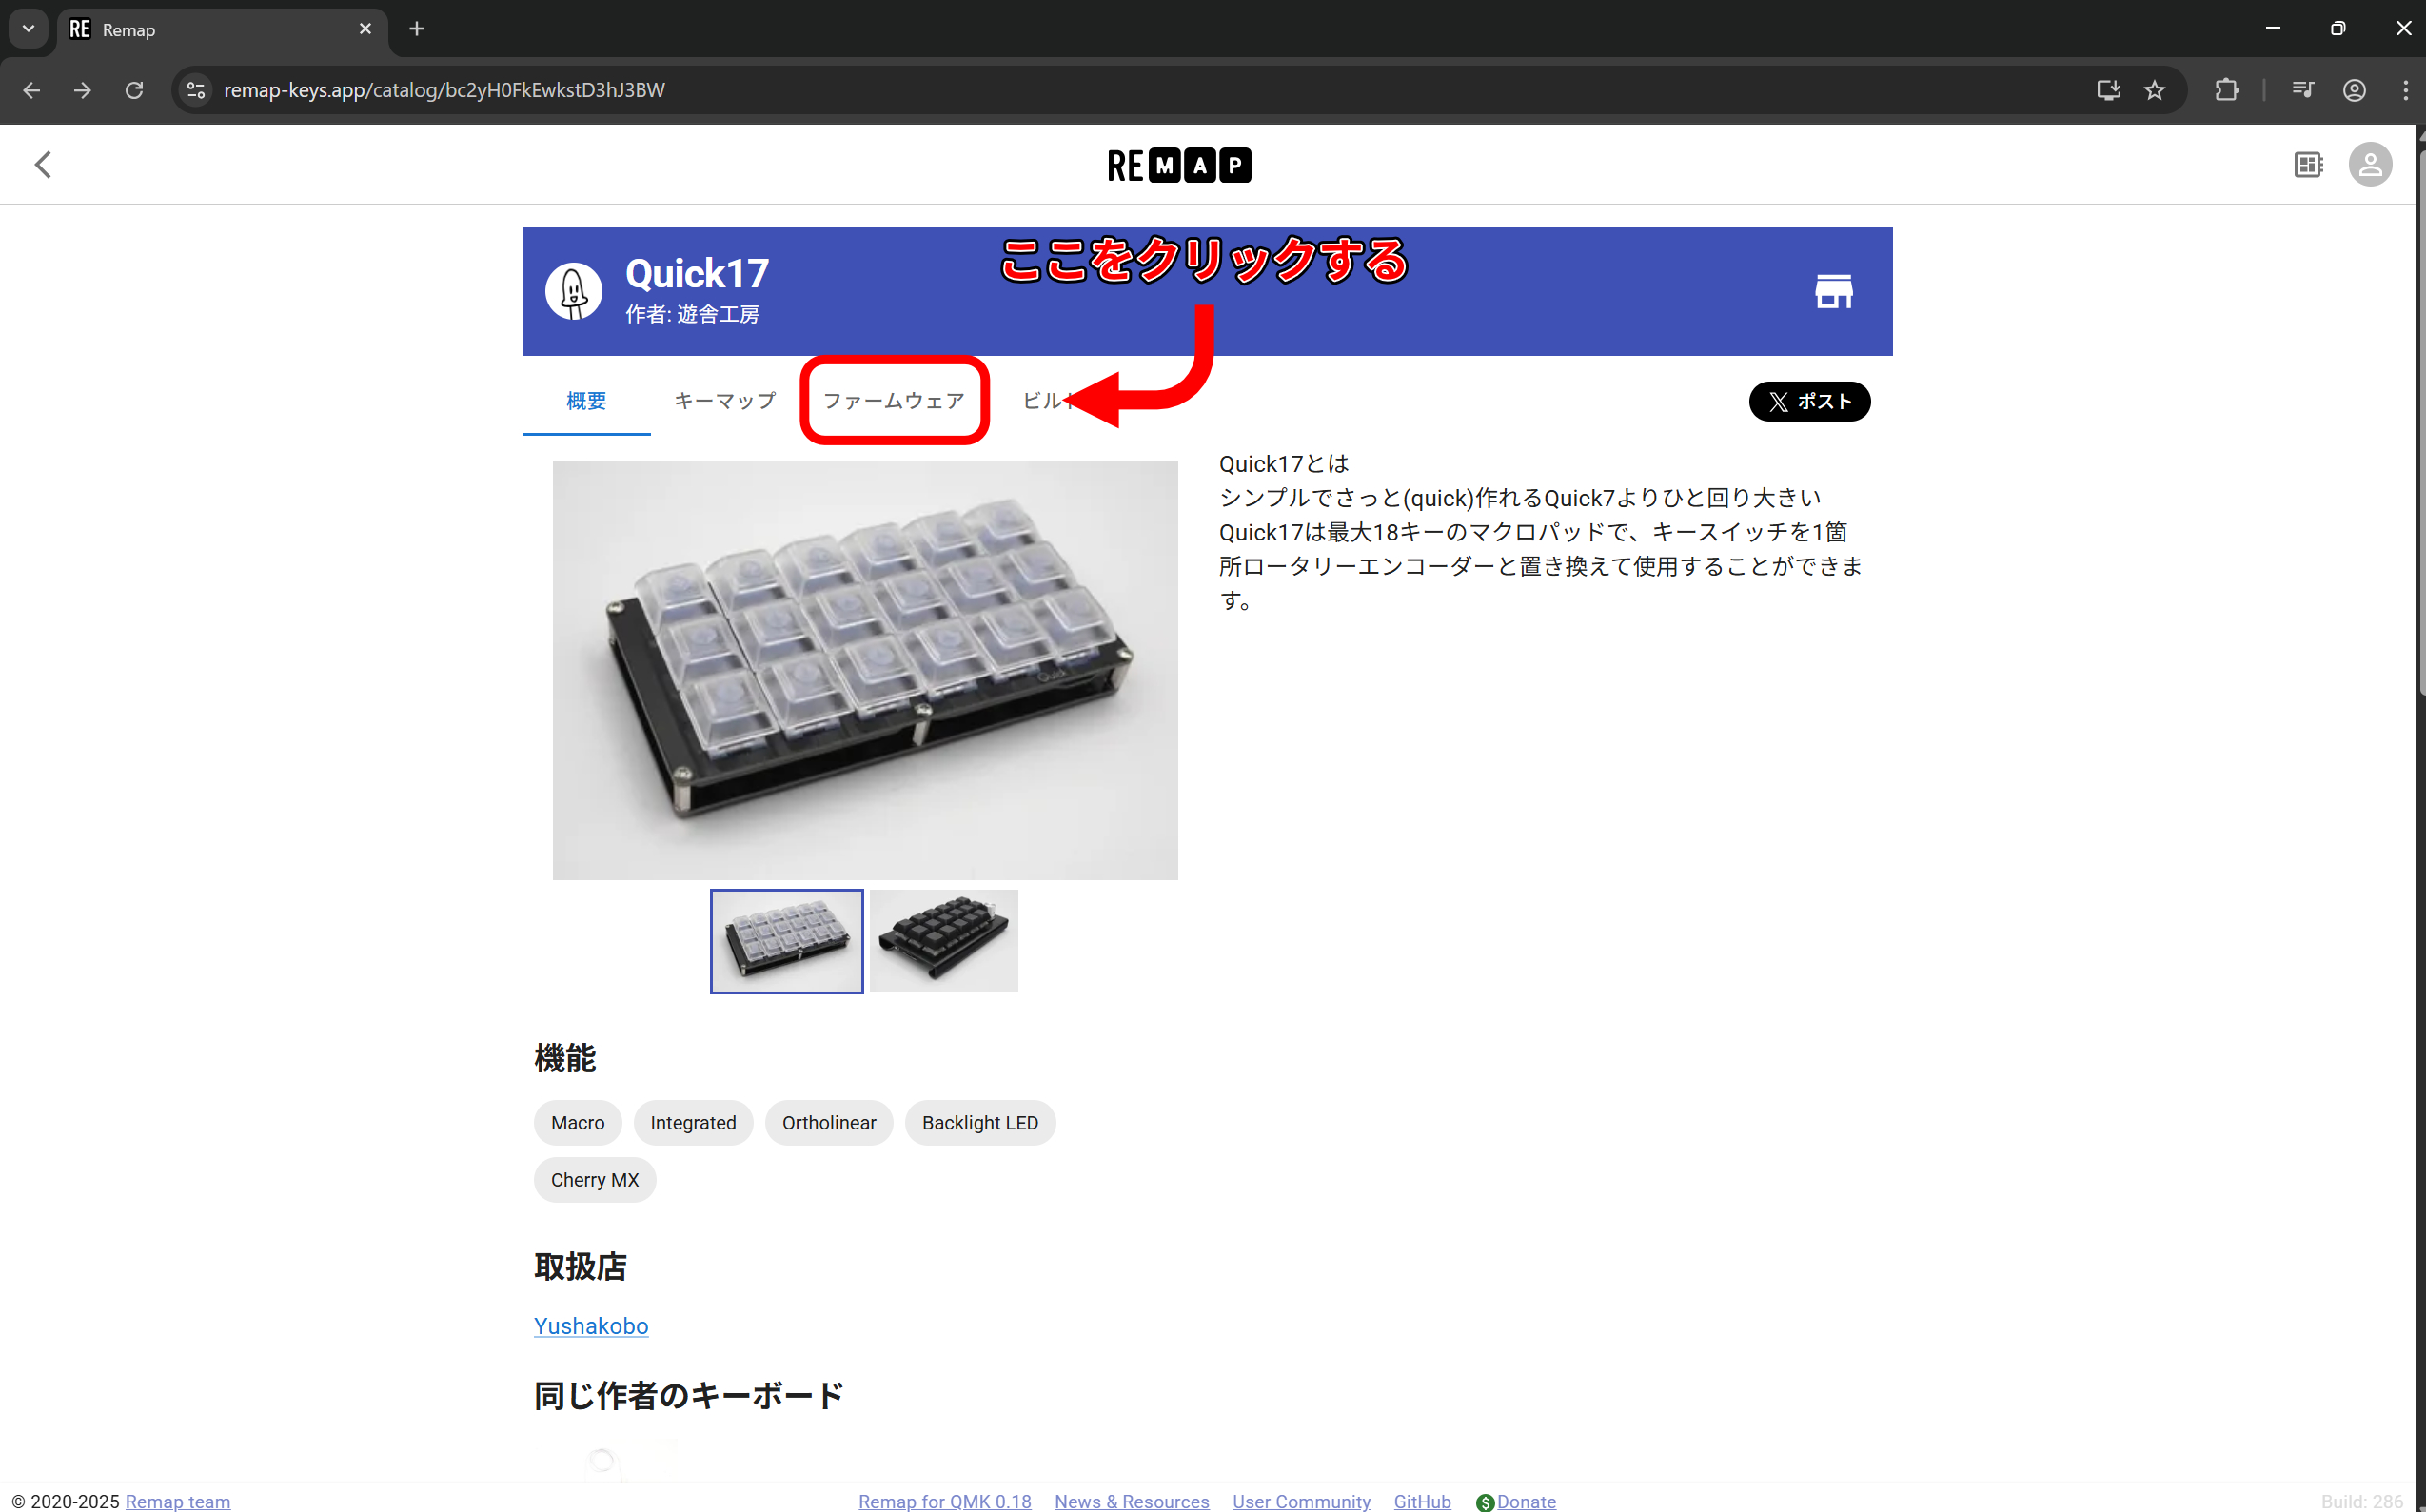 RE Remap
remap-keys.app/catalog/bc2yH0FkEwkstD3hJ3BW
REMAP
Quick17
作者: 遊舎工房
ここをクリックする
概要 キーマップ ファームウェア
ポスト
Quick17とは
シンプルでさっと(quick)作れるQuick7よりひと回り大きい
Quick17は最大18キーのマクロパッドで、キースイッチを1箇
所ロータリーエンコーダーと置き換えて使用することができま
す。
機能
Macro Integrated Ortholinear Backlight LED
Cherry MX
取扱店
Yushakobo
同じ作者のキーボード
© 2020-2025 Remap team Remap for QMK 0.18 News & Resources User Community GitHub $ Donate Build: 286